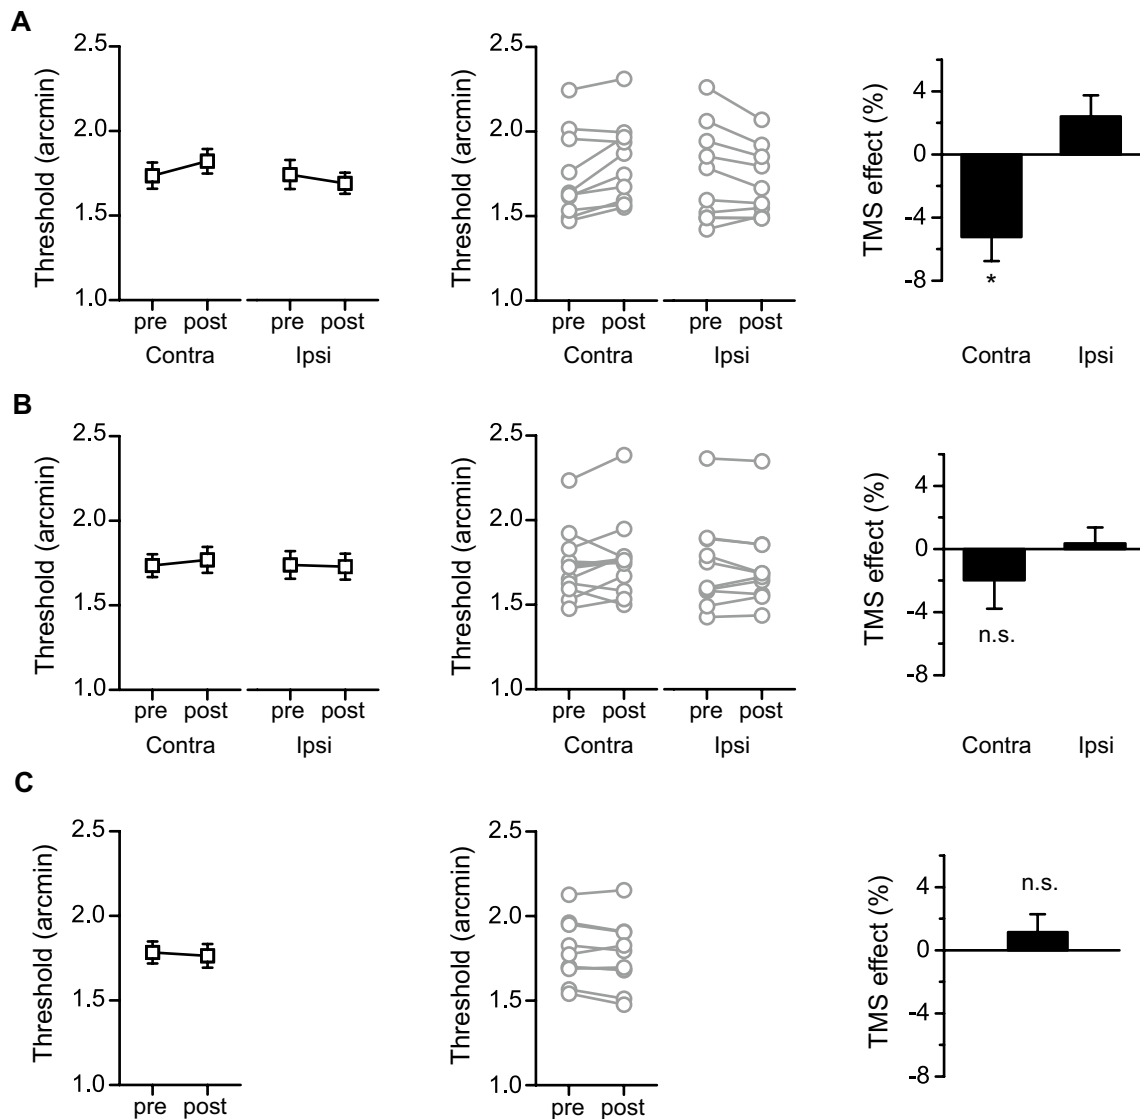 A
Threshold (arcmin)
2.5
2.0
1.5
1.0
pre post pre post
Contra Ipsi
Threshold (arcmin)
2.5
2.0
1.5
1.0
pre post pre post
Contra Ipsi
TMS effect (%)
4
0
-4
-8
*
Contra Ipsi
B
Threshold (arcmin)
2.5
2.0
1.5
1.0
pre post pre post
Contra Ipsi
Threshold (arcmin)
2.5
2.0
1.5
1.0
pre post pre post
Contra Ipsi
TMS effect (%)
4
0
-4
-8
n.s.
Contra Ipsi
C
Threshold (arcmin)
2.5
2.0
1.5
1.0
pre post
Threshold (arcmin)
2.5
2.0
1.5
1.0
pre post
TMS effect (%)
4
0
-4
-8
n.s.